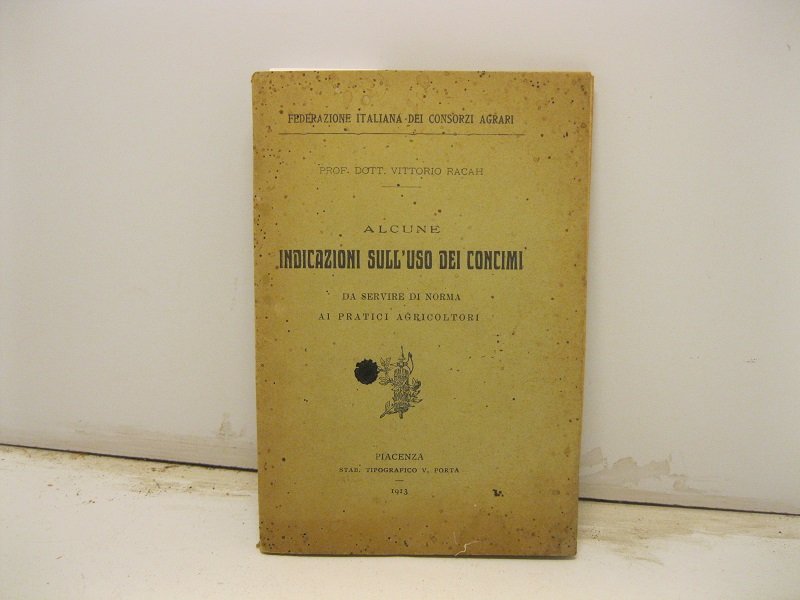 FEDERAZIONE ITALIANA DEI CONSORZI AGRARI
PROF. DOTT. VITTORIO RACAH
ALCUNE
INDICAZIONI SULL'USO DEI CONCIMI
DA SERVIRE DI NORMA
AI PRATICI AGRICOLTORI
PIACENZA
STAB. TIPOGRAFICO V. PORTA
1913